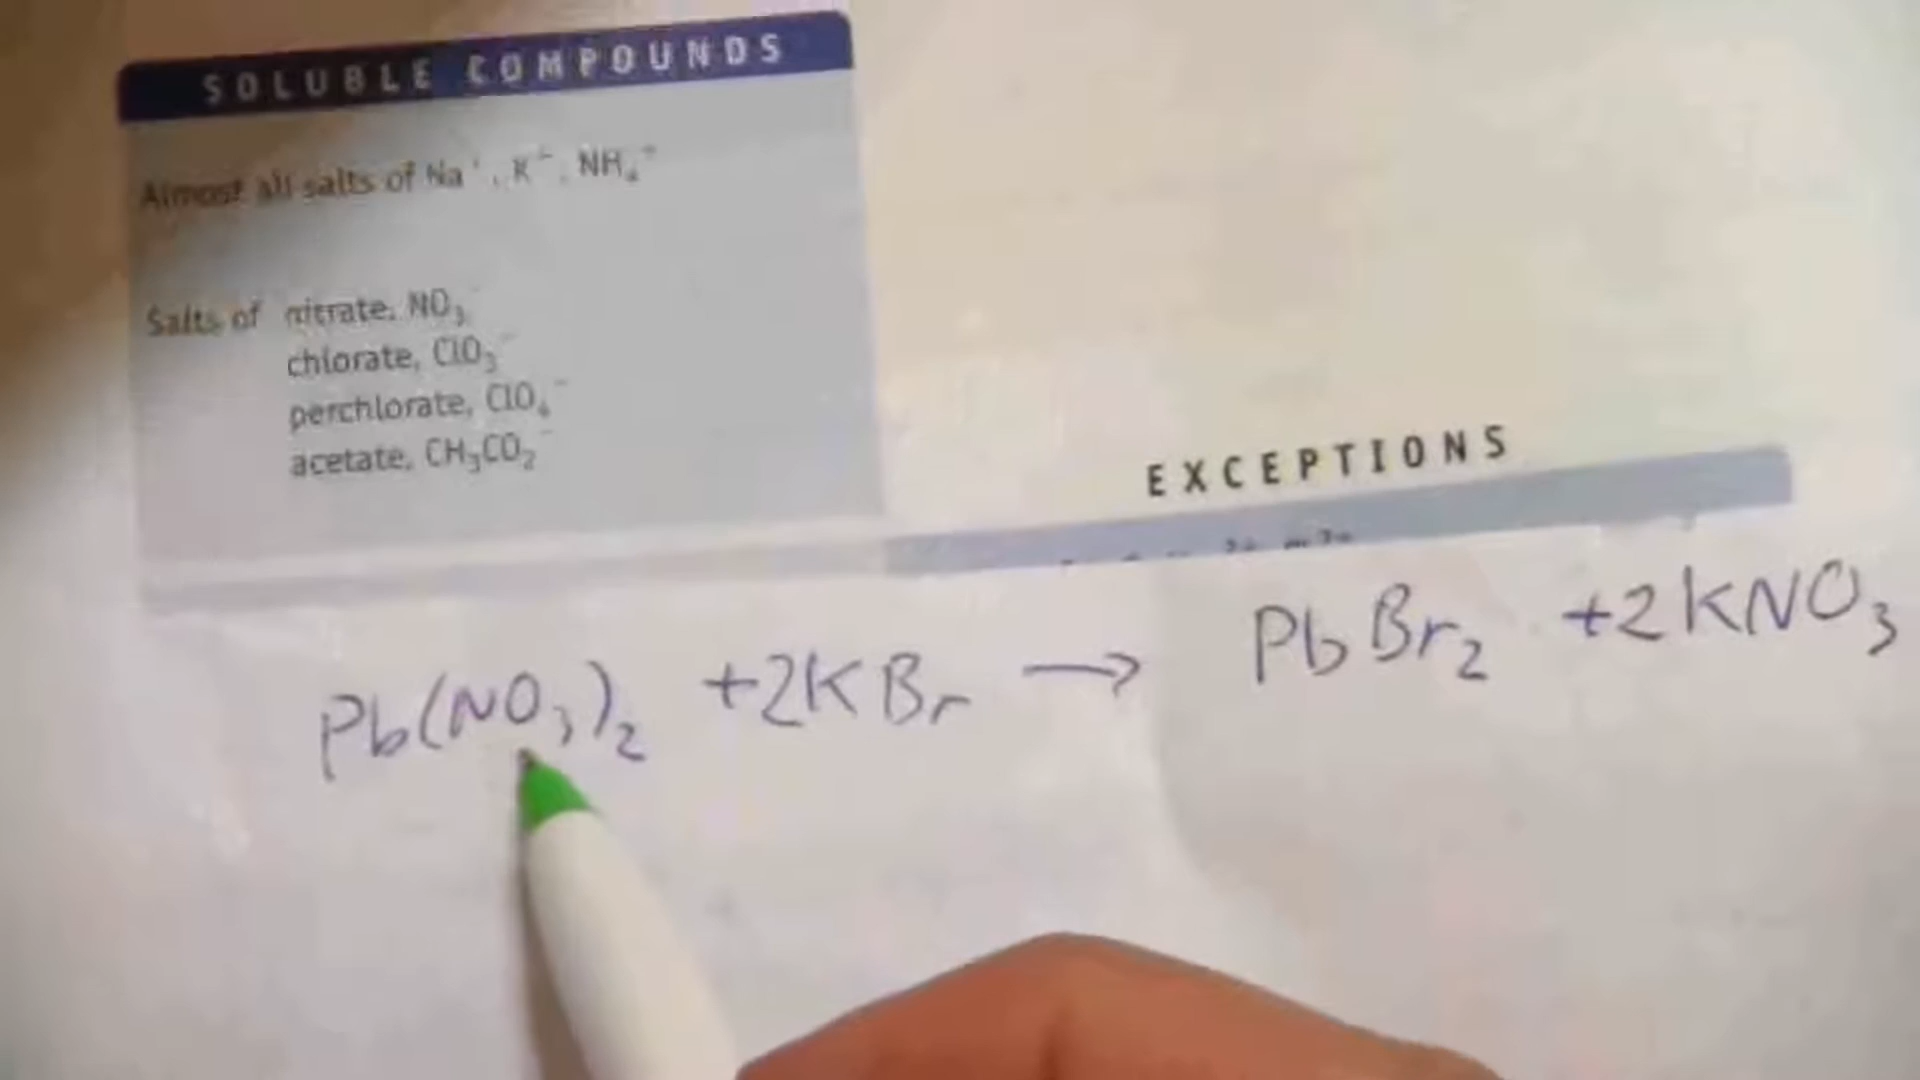 SOLUBLE COMPOUNDS
Almost all salts of Na⁺, K⁺, NH₄⁺
Salts of nitrate, NO₃⁻
chlorate, ClO₃⁻
perchlorate, ClO₄⁻
acetate, CH₃CO₂⁻
EXCEPTIONS
Pb(NO₃)₂ +2KBr → PbBr₂ +2KNO₃